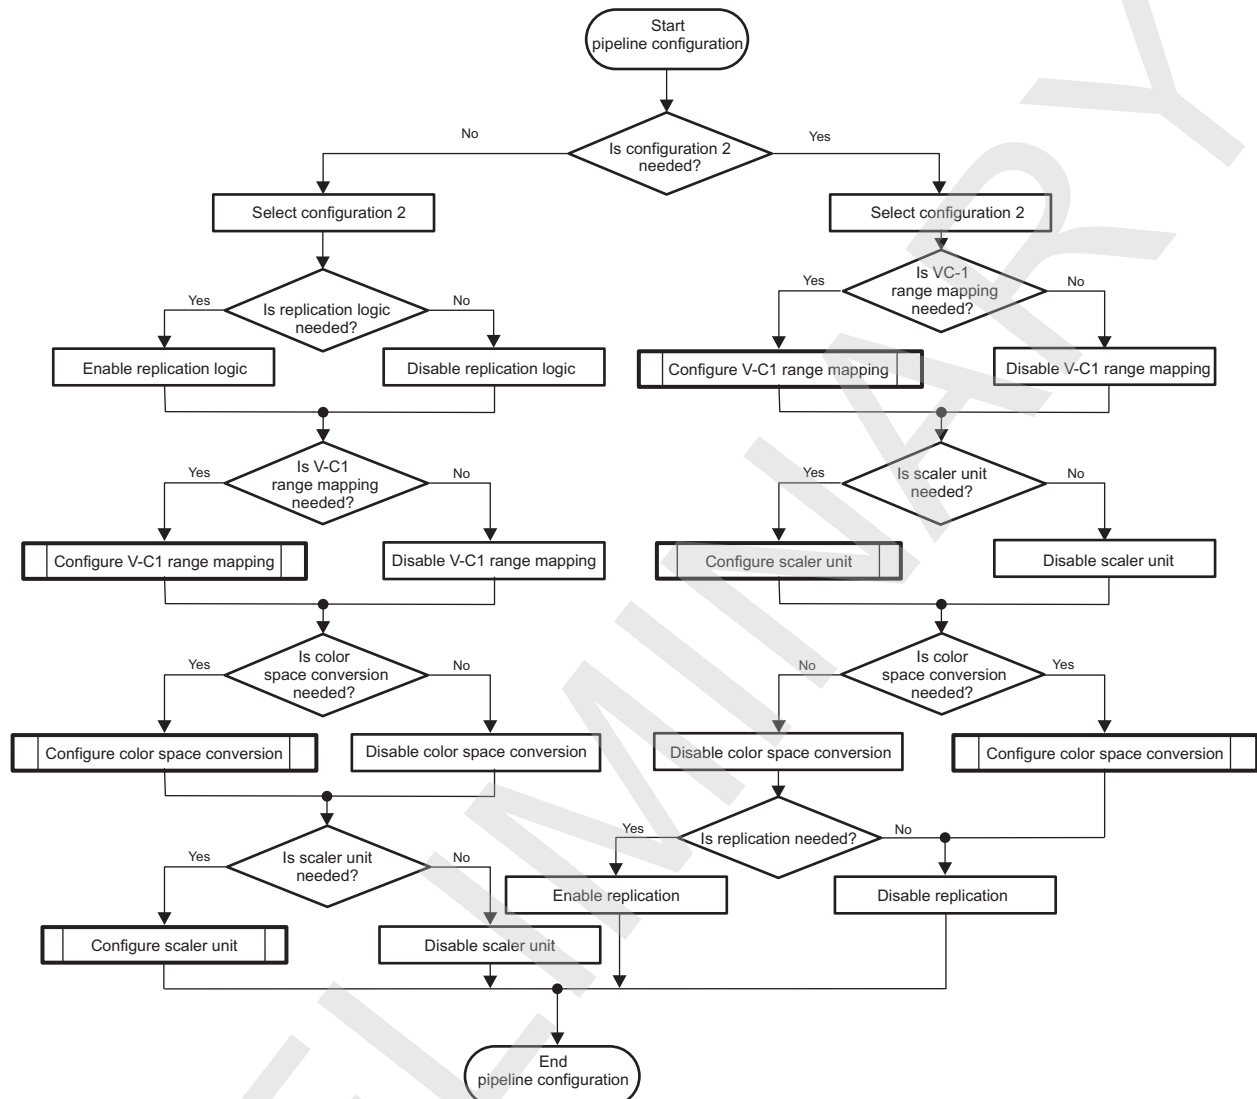 Start
pipeline configuration
No
Is configuration 2
needed?
Yes
Select configuration 2
Select configuration 2
Yes
Is replication logic
needed?
No
Yes
Is VC-1
range mapping
needed?
No
Enable replication logic
Disable replication logic
Configure V-C1 range mapping
Disable V-C1 range mapping
Yes
Is V-C1
range mapping
needed?
No
Yes
Is scaler unit
needed?
No
Configure V-C1 range mapping
Disable V-C1 range mapping
Configure scaler unit
Disable scaler unit
Yes
Is color
space conversion
needed?
No
No
Is color
space conversion
needed?
Yes
Configure color space conversion
Disable color space conversion
Disable color space conversion
Configure color space conversion
Yes
Is scaler unit
needed?
No
Yes
Is replication needed?
No
Enable replication
Disable replication
Configure scaler unit
Disable scaler unit
End
pipeline configuration
ELIMINARY